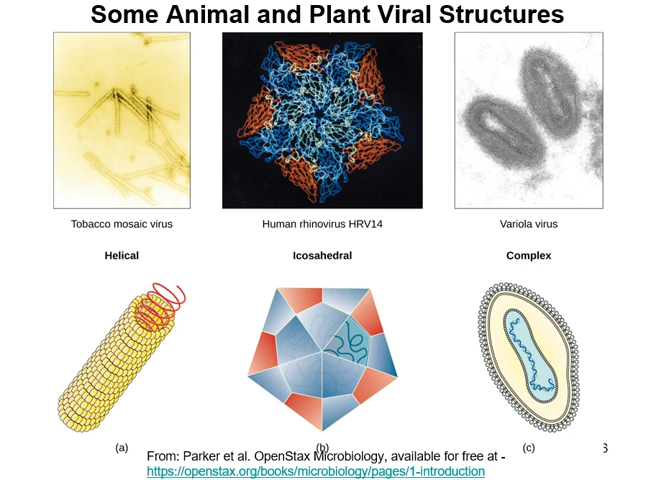 Some Animal and Plant Viral Structures
Tobacco mosaic virus
Human rhinovirus HRV14
Variola virus
Helical
Icosahedral
Complex
(a)
(b)
(c)
6
From: Parker et al. OpenStax Microbiology, available for free at -
https://openstax.org/books/microbiology/pages/1-introduction